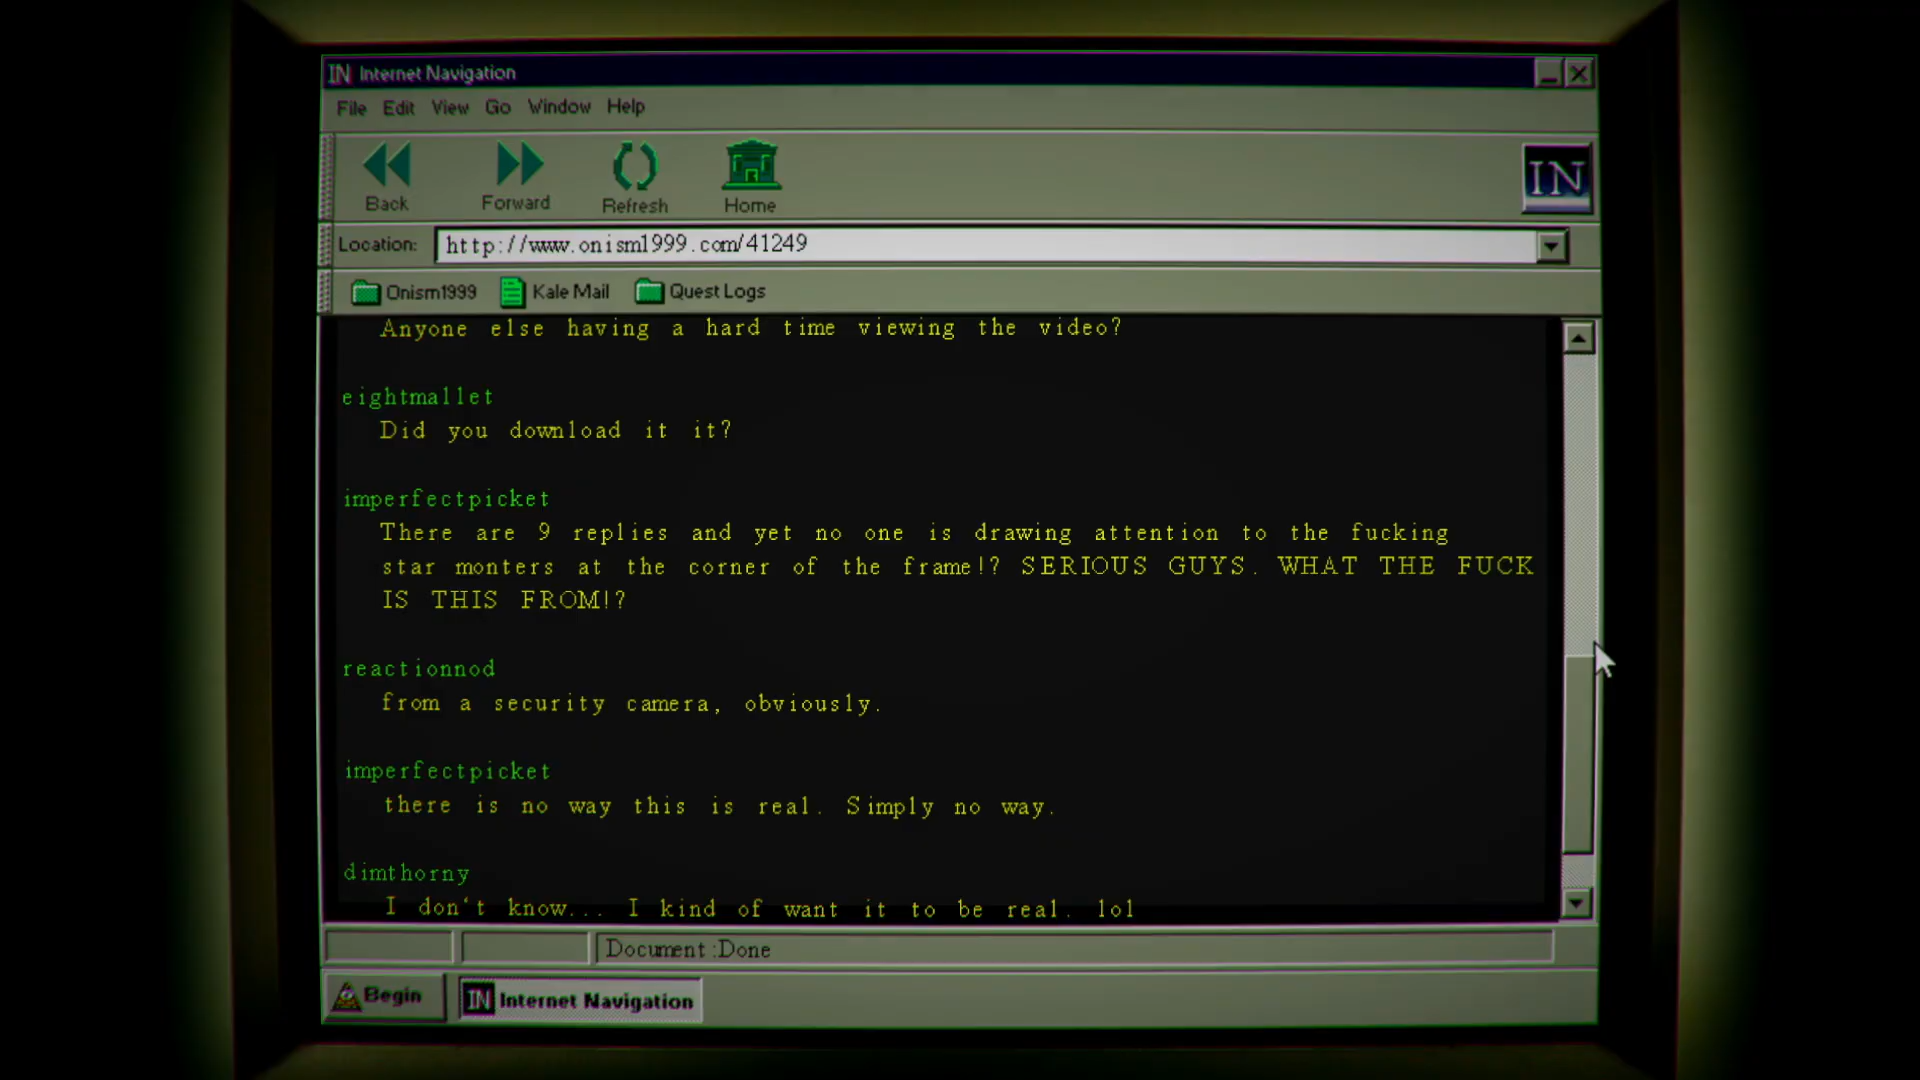 IN Internet Navigation
File Edit View Go Window Help
Back Forward Refresh Home
IN
Location: http://www.onism1999.com/41249
Onism1999 Kale Mail Quest Logs
Anyone else having a hard time viewing the video?
eightmallet
Did you download it it?
imperfectpicket
There are 9 replies and yet no one is drawing attention to the fucking
star monters at the corner of the frame!? SERIOUS GUYS. WHAT THE FUCK
IS THIS FROM!?
reactionnod
from a security camera, obviously.
imperfectpicket
there is no way this is real. Simply no way.
dimthorny
I don't know... I kind of want it to be real. lol
Document :Done
Begin IN Internet Navigation